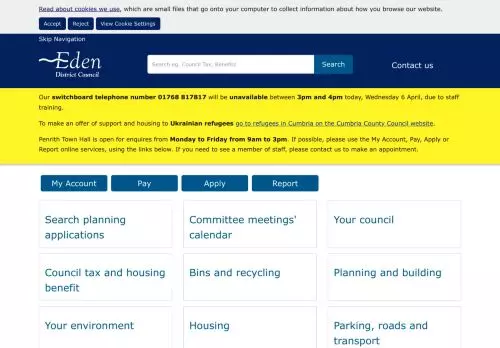 Read about cookies we use, which are small files that go onto your computer to collect information about how you browse our website.
Accept Reject View Cookie Settings
Skip Navigation
Eden
District Council
Search eg. Council Tax, Benefits!
Search
Contact us
Our switchboard telephone number 01768 817817 will be unavailable between 3pm and 4pm today, Wednesday 6 April, due to staff
training.
To make an offer of support and housing to Ukrainian refugees go to refugees in Cumbria on the Cumbria County Council website.
Penrith Town Hall is open for enquires from Monday to Friday from 9am to 3pm. If possible, please use the My Account, Pay, Apply or
Report online services, using the links below. If you need to see a member of staff, please contact us to make an appointment.
My Account Pay Apply Report
Search planning
applications
Committee meetings'
calendar
Your council
Council tax and housing
benefit
Bins and recycling
Planning and building
Your environment
Housing
Parking, roads and
transport